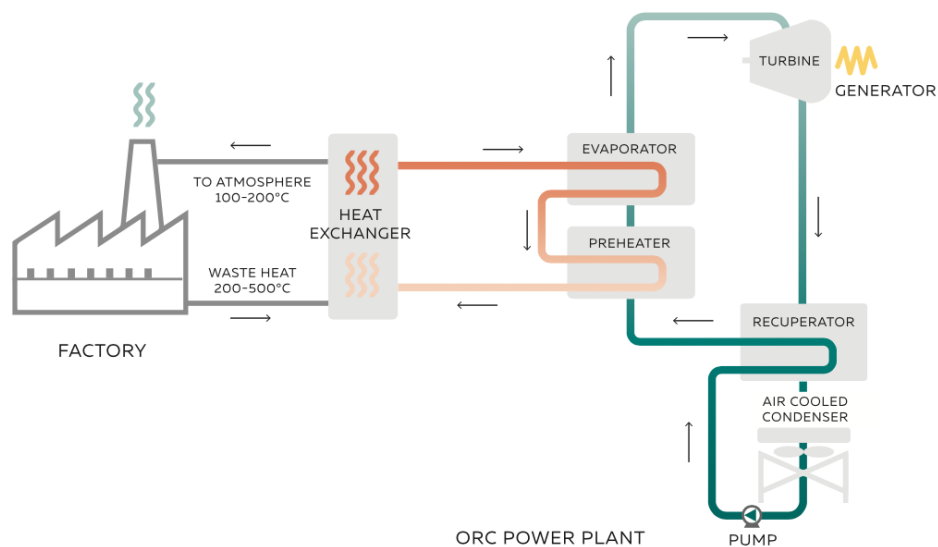 TURBINE
GENERATOR
EVAPORATOR
TO ATMOSPHERE
100–200°C
HEAT
EXCHANGER
PREHEATER
WASTE HEAT
200–500°C
RECUPERATOR
FACTORY
AIR COOLED
CONDENSER
ORC POWER PLANT
PUMP